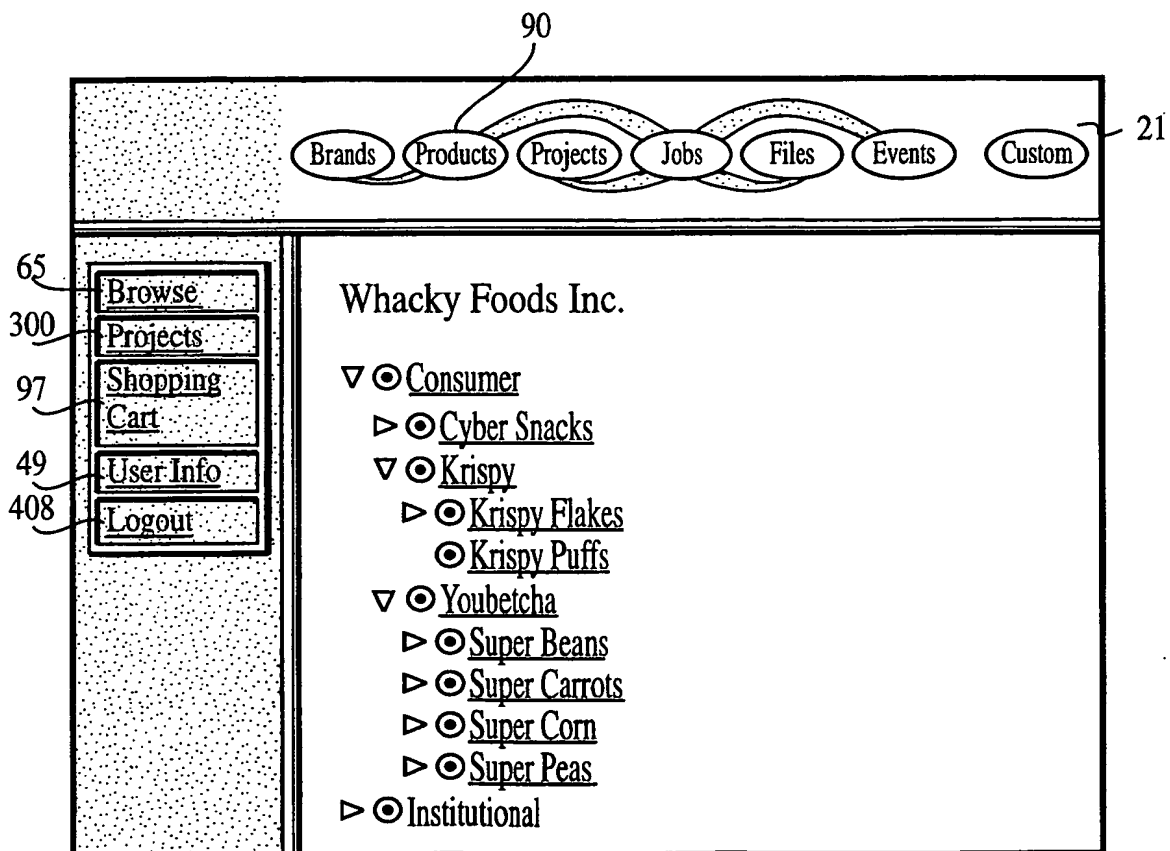 90
Brands Products Projects Jobs Files Events Custom
21
65
Browse
300
Projects
97
Shopping
Cart
49
User Info
408
Logout
Whacky Foods Inc.
Consumer
Cyber Snacks
Krispy
Krispy Flakes
Krispy Puffs
Youbetcha
Super Beans
Super Carrots
Super Corn
Super Peas
Institutional